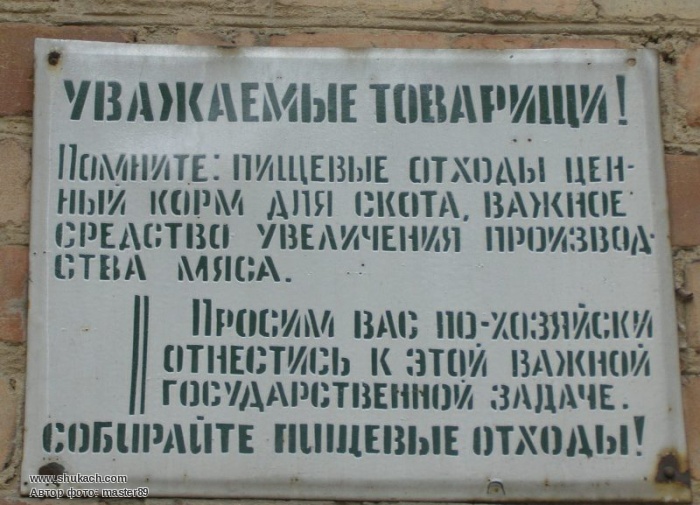 УВАЖАЕМЫЕ ТОВАРИЩИ!
ПОМНИТЕ: ПИЩЕВЫЕ ОТХОДЫ ЦЕН-
НЫЙ КОРМ ДЛЯ СКОТА, ВАЖНОЕ
СРЕДСТВО УВЕЛИЧЕНИЯ ПРОИЗВОД-
СТВА МЯСА.
ПРОСИМ ВАС ПО-ХОЗЯЙСКИ
ОТНЕСТИСЬ К ЭТОЙ ВАЖНОЙ
ГОСУДАРСТВЕННОЙ ЗАДАЧЕ.
СОБИРАЙТЕ ПИЩЕВЫЕ ОТХОДЫ!
www.shukach.com
Автор фото: master89